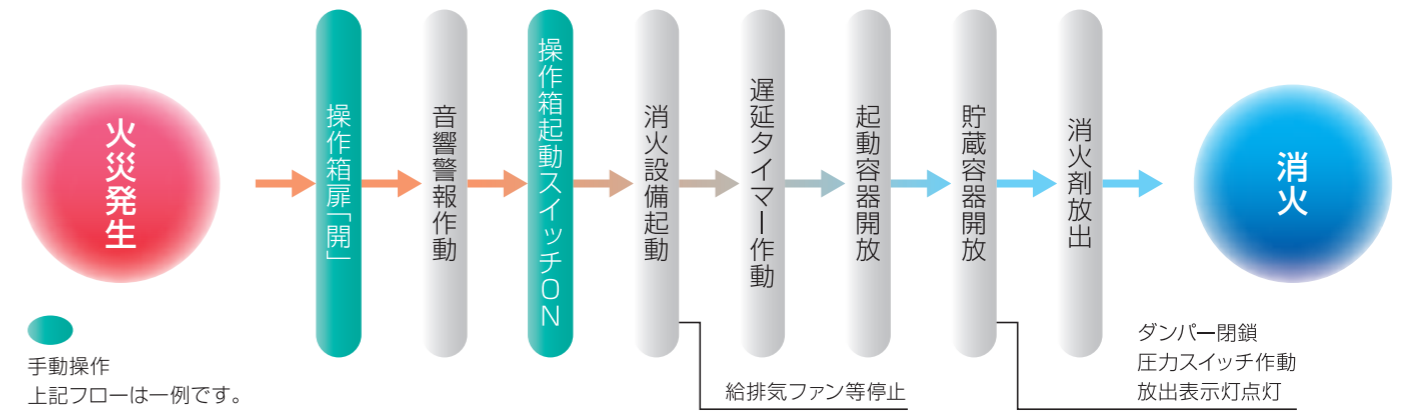 火災発生
操作箱扉「開」
音響警報作動
操作箱起動スイッチON
消火設備起動
遅延タイマー作動
起動容器開放
貯蔵容器開放
消火剤放出
消火
手動操作
上記フローは一例です。
給排気ファン等停止
ダンパー閉鎖
圧力スイッチ作動
放出表示灯点灯